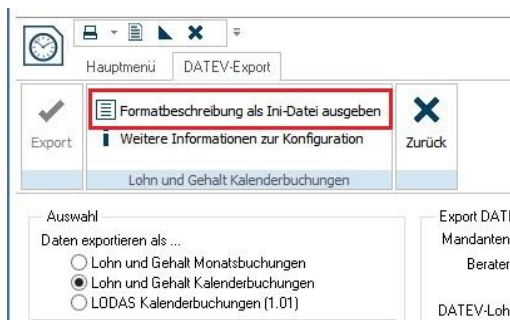 Hauptmenü DATEV-Export
Formatbeschreibung als Ini-Datei ausgeben
Export
Weitere Informationen zur Konfiguration
Zurück
Lohn und Gehalt Kalenderbuchungen
Auswahl
Export DATE
Daten exportieren als ...
Mandanten
Lohn und Gehalt Monatsbuchungen
Berater
Lohn und Gehalt Kalenderbuchungen
LODAS Kalenderbuchungen (1.01)
DATEV-Loh